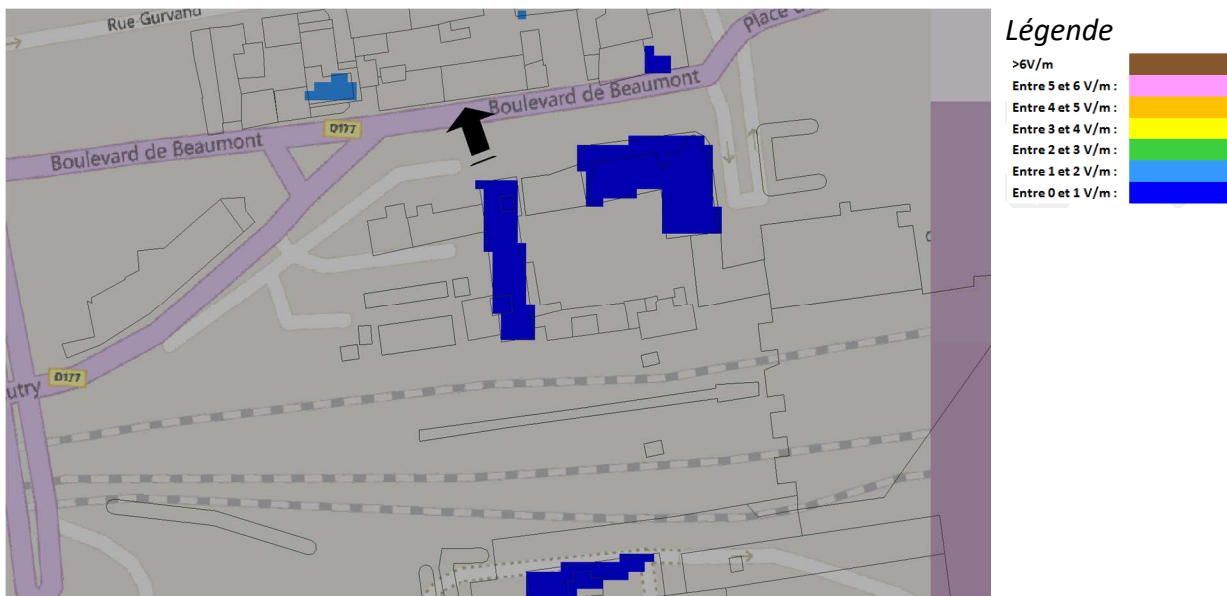 Rue Gurvand
Place d
Boulevard de Beaumont
D177
Boulevard de Beaumont
D177
utry
Légende
>6V/m
Entre 5 et 6 V/m :
Entre 4 et 5 V/m :
Entre 3 et 4 V/m :
Entre 2 et 3 V/m :
Entre 1 et 2 V/m :
Entre 0 et 1 V/m :